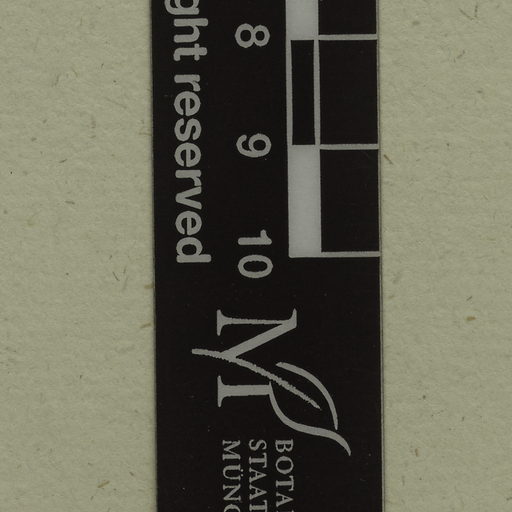 8 9 10
ght reserved
M
BOTA
STAAT
MÜNC